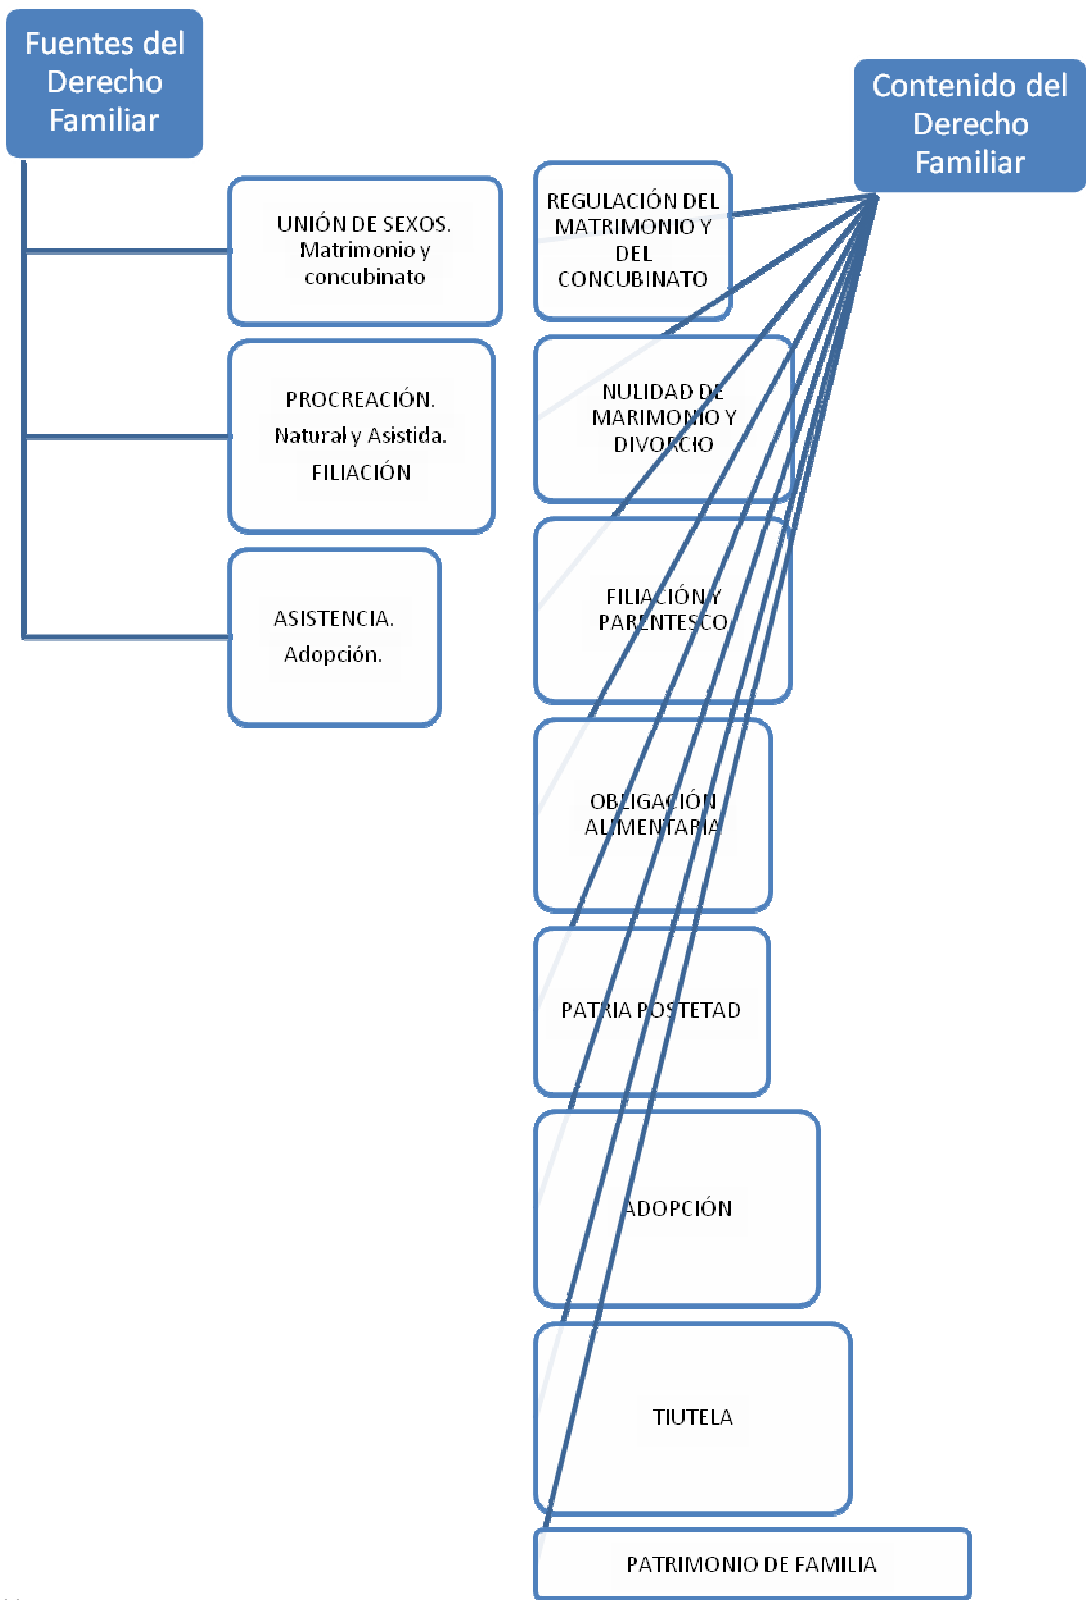 Fuentes del
Derecho
Familiar
UNIÓN DE SEXOS.
Matrimonio y
concubinato
PROCREACIÓN.
Natural y Asistida.
FILIACIÓN
ASISTENCIA.
Adopción.
Contenido del
Derecho
Familiar
REGULACIÓN DEL
MATRIMONIO Y
DEL
CONCUBINATO
NULIDAD DE
MARIMONIO Y
DIVORCIO
FILIACIÓN Y
PARENTESCO
OBLIGACIÓN
ALIMENTARIA
PATRIA POSTETAD
ADOPCIÓN
TIUTELA
PATRIMONIO DE FAMILIA